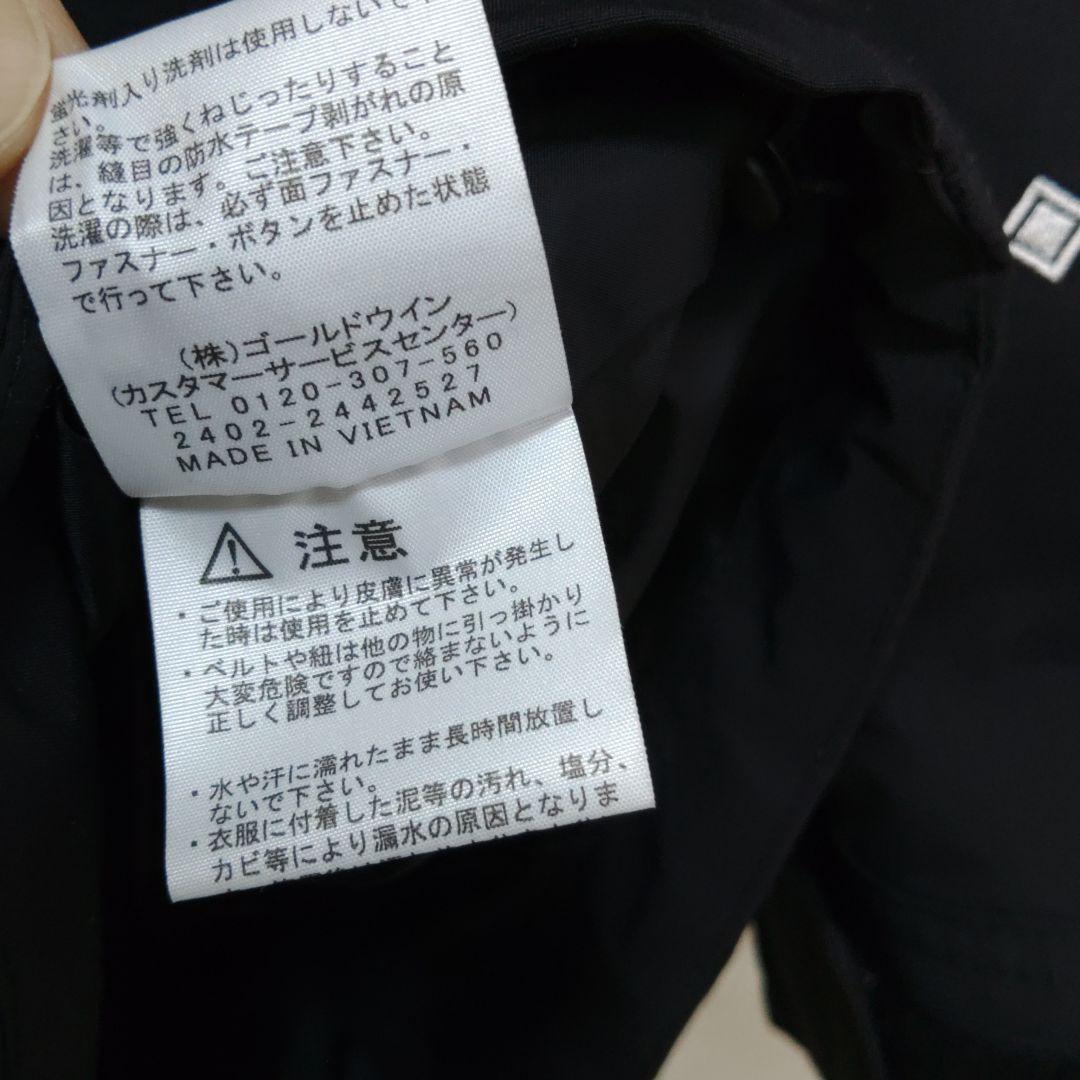 蛍光剤入り洗剤は使用しないで下
さい。
洗濯等で強くねじったりすること
は、縫目の防水テープ剥がれの原
因となります。ご注意下さい。
洗濯の際は、必ず面ファスナー・
ファスナー・ボタンを止めた状態
で行って下さい。
(株)ゴールドウイン
(カスタマーサービスセンター)
TEL 0120-307-560
2402-2442527
MADE IN VIETNAM
注意
・ご使用により皮膚に異常が発生し
た時は使用を止めて下さい。
・ベルトや紐は他の物に引っ掛かり
大変危険ですので絡まないように
正しく調整してお使い下さい。
・水や汗に濡れたまま長時間放置し
ないで下さい。
・衣服に付着した泥等の汚れ、塩分、
カビ等により漏水の原因となりま